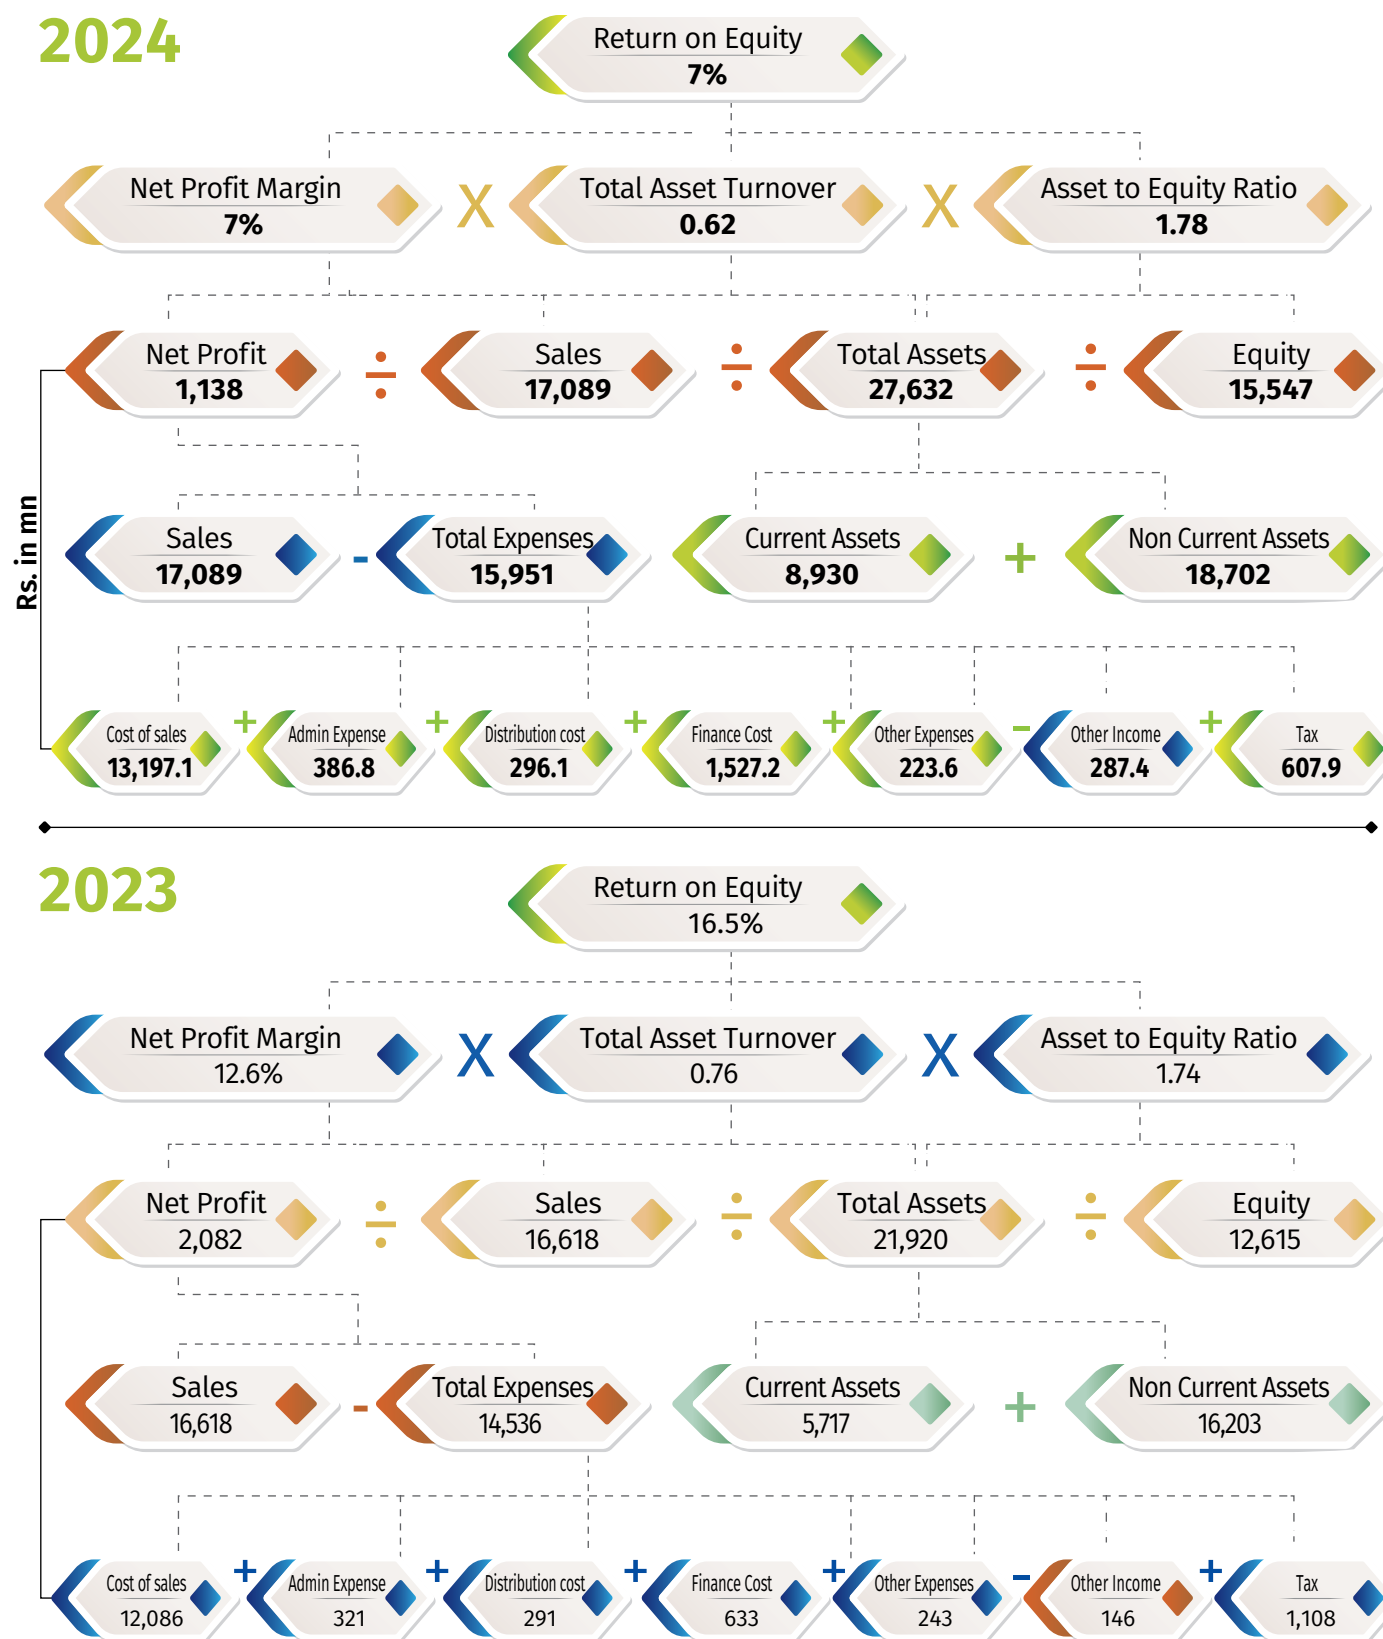 2024
Return on Equity
7%
Net Profit Margin
7%
X
Total Asset Turnover
0.62
X
Asset to Equity Ratio
1.78
Net Profit
1,138
÷
Sales
17,089
÷
Total Assets
27,632
÷
Equity
15,547
Rs. in mn
Sales
17,089
-
Total Expenses
15,951
Current Assets
8,930
+
Non Current Assets
18,702
Cost of sales
13,197.1
+
Admin Expense
386.8
+
Distribution cost
296.1
+
Finance Cost
1,527.2
+
Other Expenses
223.6
-
Other Income
287.4
+
Tax
607.9
2023
Return on Equity
16.5%
Net Profit Margin
12.6%
X
Total Asset Turnover
0.76
X
Asset to Equity Ratio
1.74
Net Profit
2,082
÷
Sales
16,618
÷
Total Assets
21,920
÷
Equity
12,615
Sales
16,618
-
Total Expenses
14,536
Current Assets
5,717
+
Non Current Assets
16,203
Cost of sales
12,086
+
Admin Expense
321
+
Distribution cost
291
+
Finance Cost
633
+
Other Expenses
243
-
Other Income
146
+
Tax
1,108